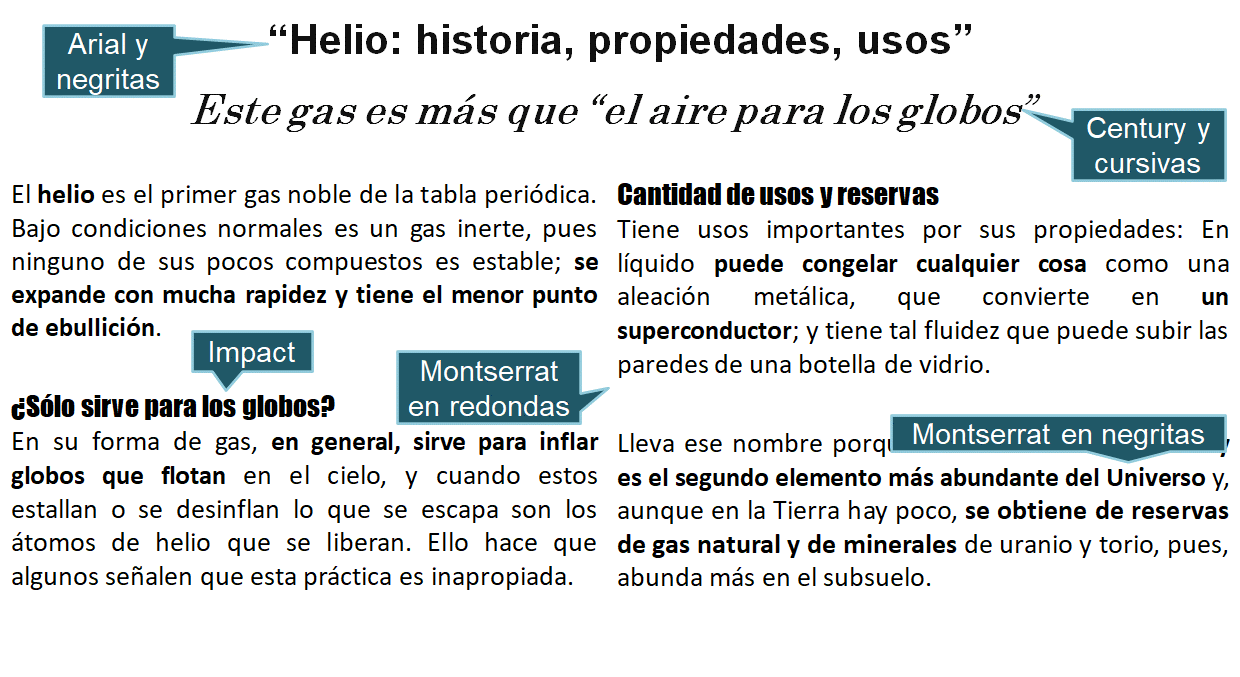 Arial y
negritas
“Helio: historia, propiedades, usos”
Este gas es más que “el aire para los globos”
Century y
cursivas
El helio es el primer gas noble de la tabla periódica.
Bajo condiciones normales es un gas inerte, pues
ninguno de sus pocos compuestos es estable; se
expande con mucha rapidez y tiene el menor punto
de ebullición.
Impact
¿Sólo sirve para los globos?
En su forma de gas, en general, sirve para inflar
globos que flotan en el cielo, y cuando estos
estallan o se desinflan lo que se escapa son los
átomos de helio que se liberan. Ello hace que
algunos señalen que esta práctica es inapropiada.
Montserrat
en redondas
Cantidad de usos y reservas
Tiene usos importantes por sus propiedades: En
líquido puede congelar cualquier cosa como una
aleación metálica, que convierte en un
superconductor; y tiene tal fluidez que puede subir las
paredes de una botella de vidrio.
Montserrat en negritas
Lleva ese nombre
es el segundo elemento más abundante del Universo y,
aunque en la Tierra hay poco, se obtiene de reservas
de gas natural y de minerales de uranio y torio, pues,
abunda más en el subsuelo.